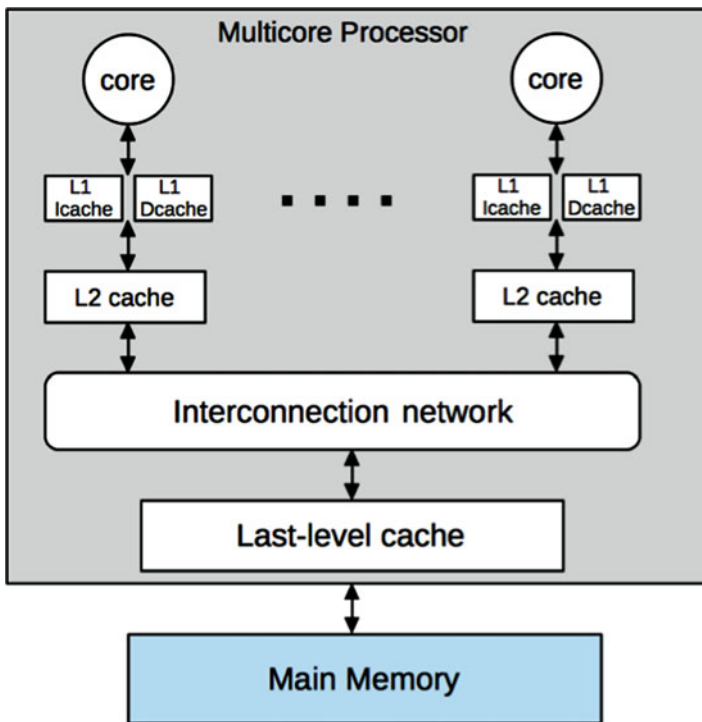 Multicore Processor
core
core
L1
Icache
L1
Dcache
L1
Icache
L1
Dcache
L2 cache
L2 cache
Interconnection network
Last-level cache
Main Memory